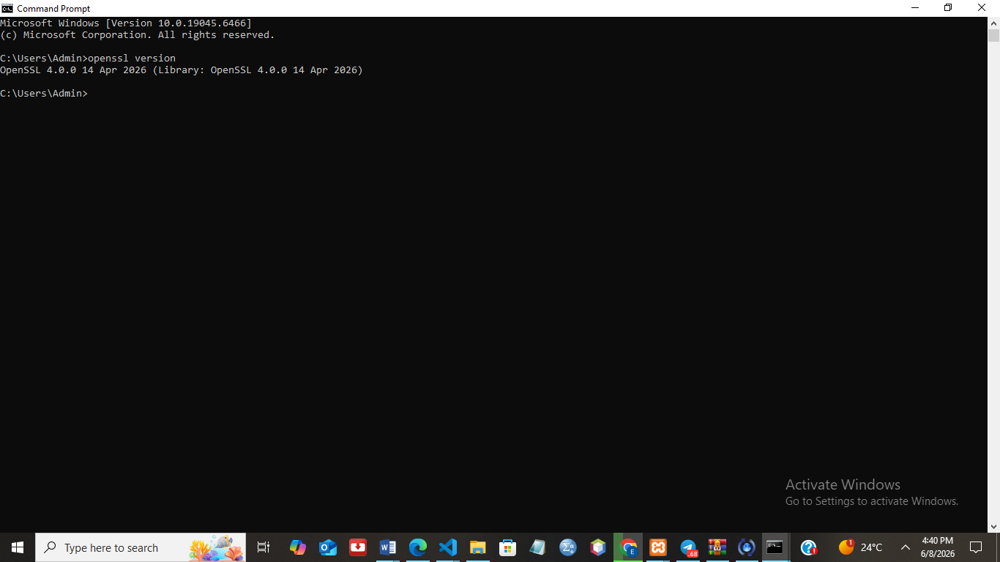 Command Prompt
Microsoft Windows [Version 10.0.19045.6466]
(c) Microsoft Corporation. All rights reserved.
C:\Users\Admin>openssl version
OpenSSL 4.0.0 14 Apr 2026 (Library: OpenSSL 4.0.0 14 Apr 2026)
C:\Users\Admin>
Activate Windows
Go to Settings to activate Windows.
Type here to search
.68
1
24°C
4:40 PM
6/8/2026